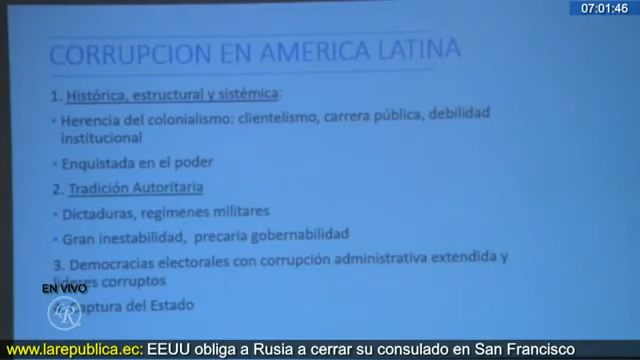 07:01:46
CORRUPCION EN AMERICA LATINA
1. Histórica, estructural y sistémica:
▪ Herencia del colonialismo: clientelismo, carrera pública, debilidad
institucional
▪ Enquistada en el poder
2. Tradición Autoritaria
▪ Dictaduras, regímenes militares
▪ Gran inestabilidad, precaria gobernabilidad
3. Democracias electorales con corrupción administrativa extendida y
líderes corruptos
EN VIVO
Captura del Estado
R
www.larepublica.ec: EEUU obliga a Rusia a cerrar su consulado en San Francisco